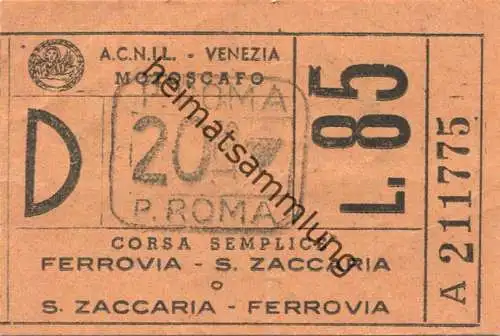 A.C.N.I.L. - VENEZIA
MOTOSCAFO
D
P. ROMA
20
P. ROMA
L. 85
A 211775
CORSA SEMPLICE
FERROVIA - S. ZACCARIA
o
S. ZACCARIA - FERROVIA
heimatsammlung